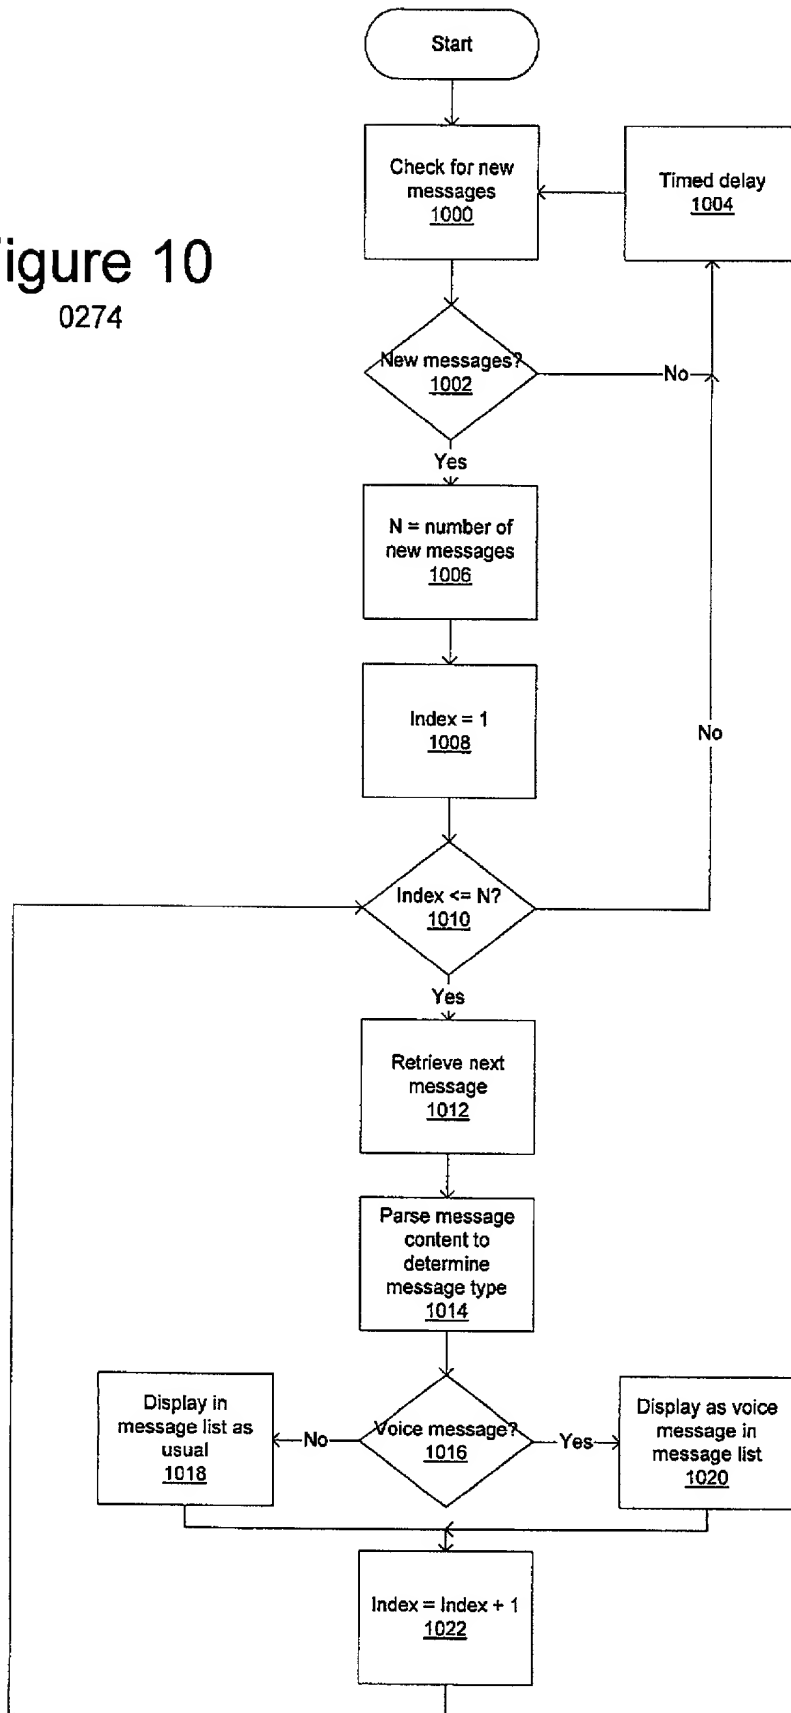 Start
Check for new
messages
1000
Timed delay
1004
igure 10
0274
New messages?
1002
No
Yes
N = number of
new messages
1006
Index = 1
1008
No
Index <= N?
1010
Yes
Retrieve next
message
1012
Parse message
content to
determine
message type
1014
Display in
message list as
usual
1018
No
Voice message?
1016
Yes
Display as voice
message in
message list
1020
Index = Index + 1
1022